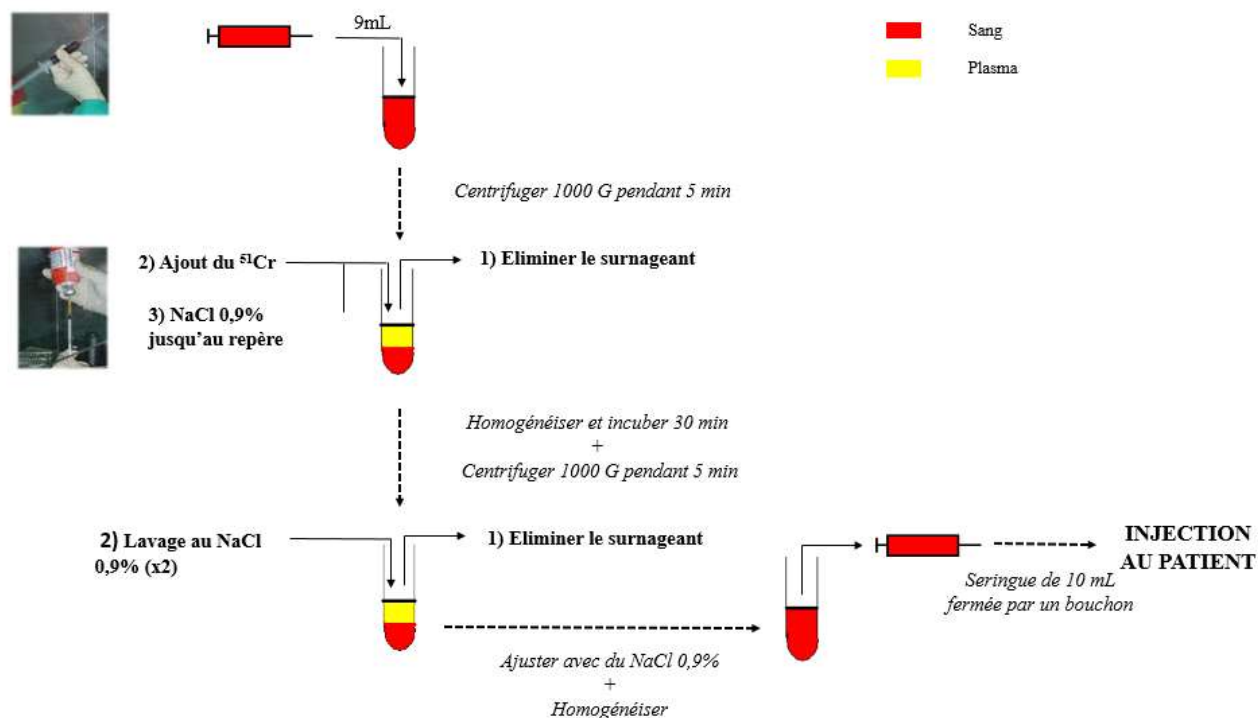 9mL
Sang
Plasma
Centrifuger 1000 G pendant 5 min
2) Ajout du ⁵¹Cr
1) Eliminer le surnageant
3) NaCl 0,9%
jusqu’au repère
Homogénéiser et incuber 30 min
+
Centrifuger 1000 G pendant 5 min
2) Lavage au NaCl
0,9% (x2)
1) Eliminer le surnageant
INJECTION
AU PATIENT
Seringue de 10 mL
fermée par un bouchon
Ajuster avec du NaCl 0,9%
+
Homogénéiser